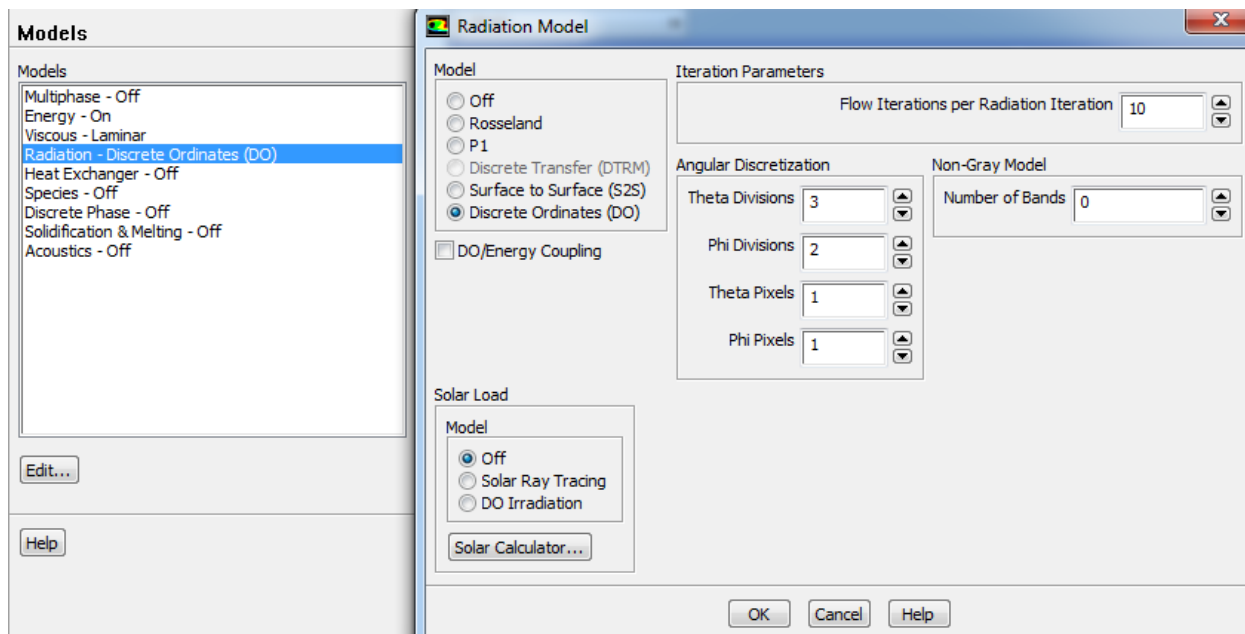 Models
Models
Multiphase - Off
Energy - On
Viscous - Laminar
Radiation - Discrete Ordinates (DO)
Heat Exchanger - Off
Species - Off
Discrete Phase - Off
Solidification & Melting - Off
Acoustics - Off
Edit...
Help
Radiation Model
Model
Off
Rosseland
P1
Discrete Transfer (DTRM)
Surface to Surface (S2S)
Discrete Ordinates (DO)
DO/Energy Coupling
Iteration Parameters
Flow Iterations per Radiation Iteration 10
Angular Discretization
Theta Divisions 3
Phi Divisions 2
Theta Pixels 1
Phi Pixels 1
Non-Gray Model
Number of Bands 0
Solar Load
Model
Off
Solar Ray Tracing
DO Irradiation
Solar Calculator...
OK Cancel Help